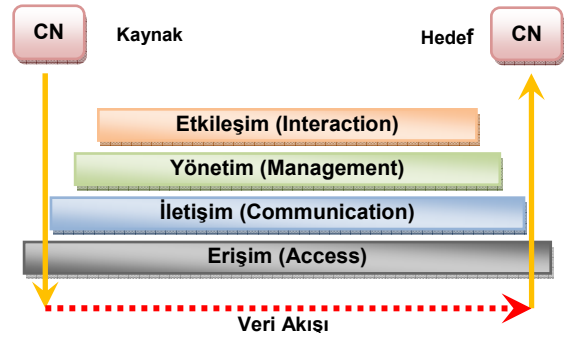 CN Kaynak Hedef CN
Etkileşim (Interaction)
Yönetim (Management)
İletişim (Communication)
Erişim (Access)
Veri Akışı